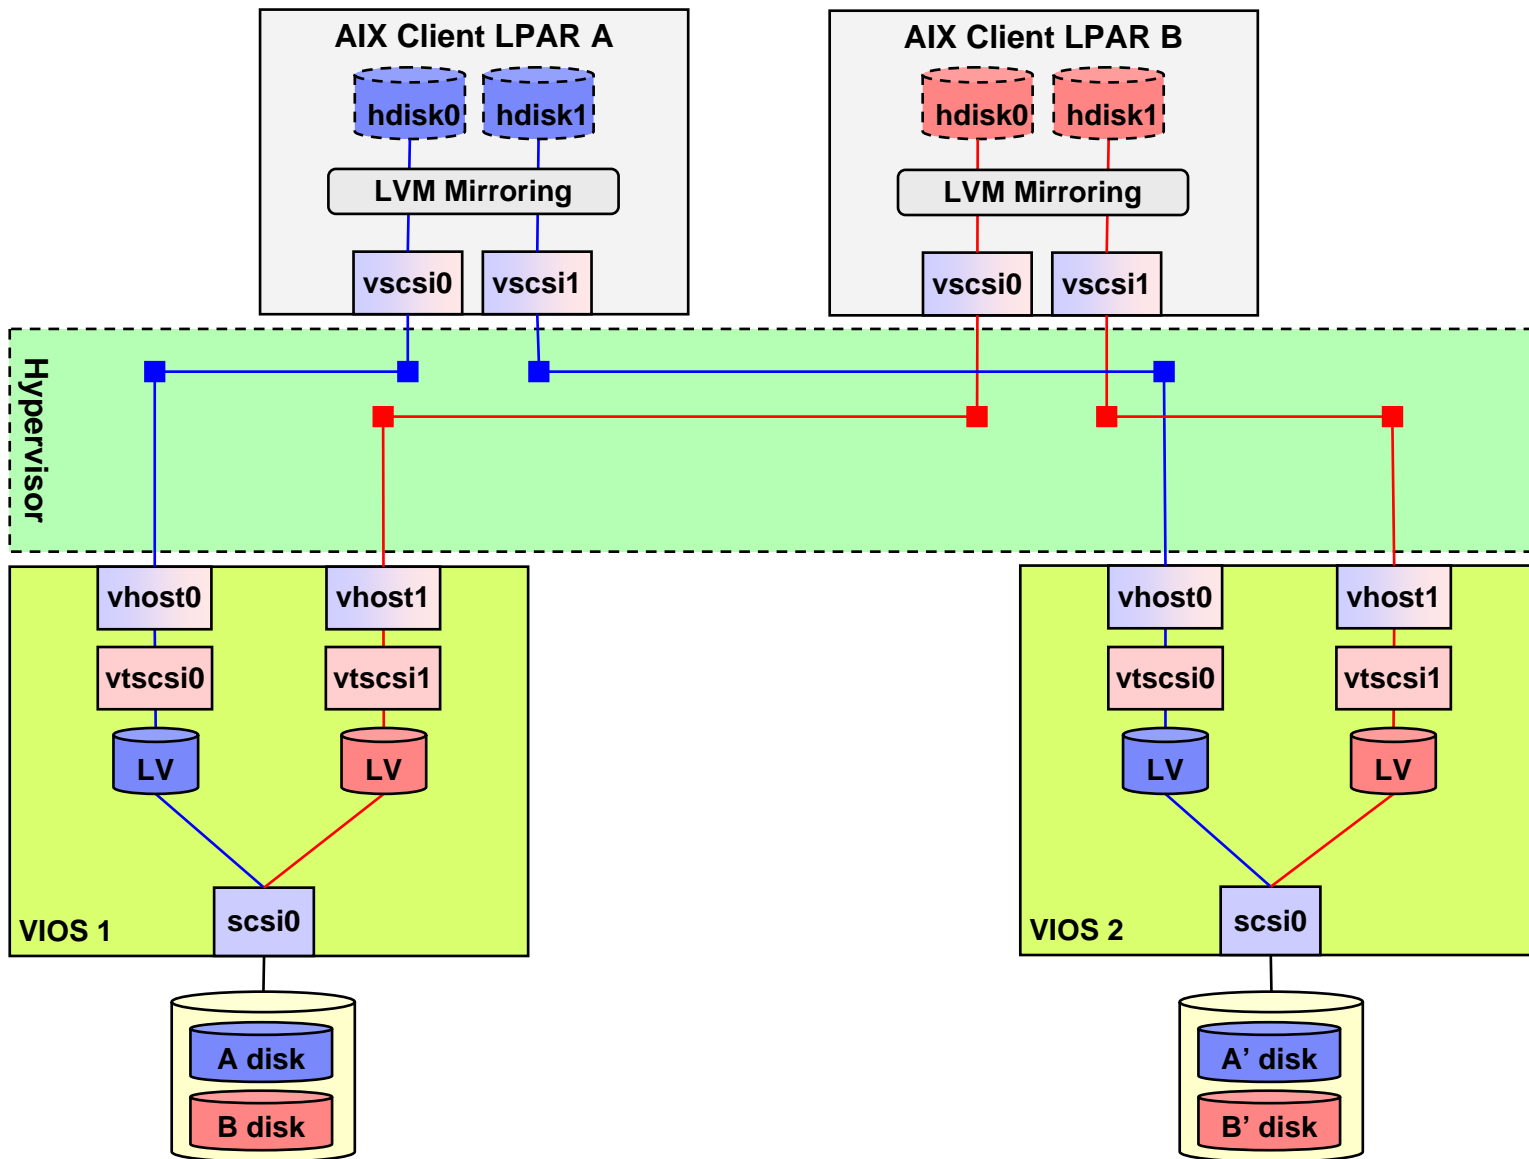 AIX Client LPAR A
AIX Client LPAR B
hdisk0
hdisk1
hdisk0
hdisk1
LVM Mirroring
LVM Mirroring
vscsi0
vscsi1
vscsi0
vscsi1
Hypervisor
vhost0
vhost1
vhost0
vhost1
vtscsi0
vtscsi1
vtscsi0
vtscsi1
LV
LV
LV
LV
VIOS 1
scsi0
VIOS 2
scsi0
A disk
A’ disk
B disk
B’ disk